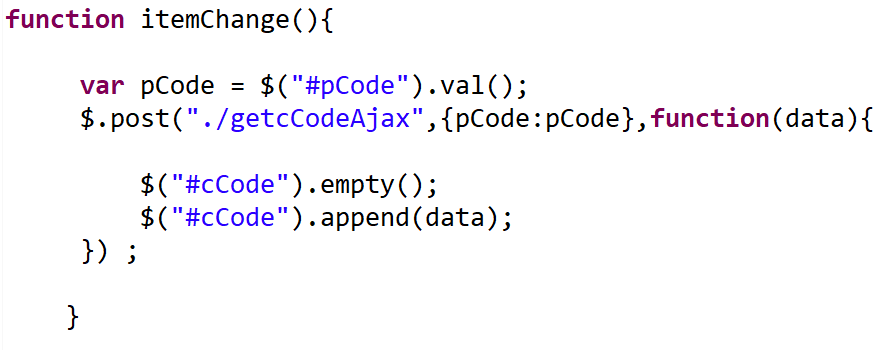 function itemChange(){
var pCode = $("#pCode").val();
$.post("./getcCodeAjax",{pCode:pCode},function(data){
$("#cCode").empty();
$("#cCode").append(data);
}) ;
}